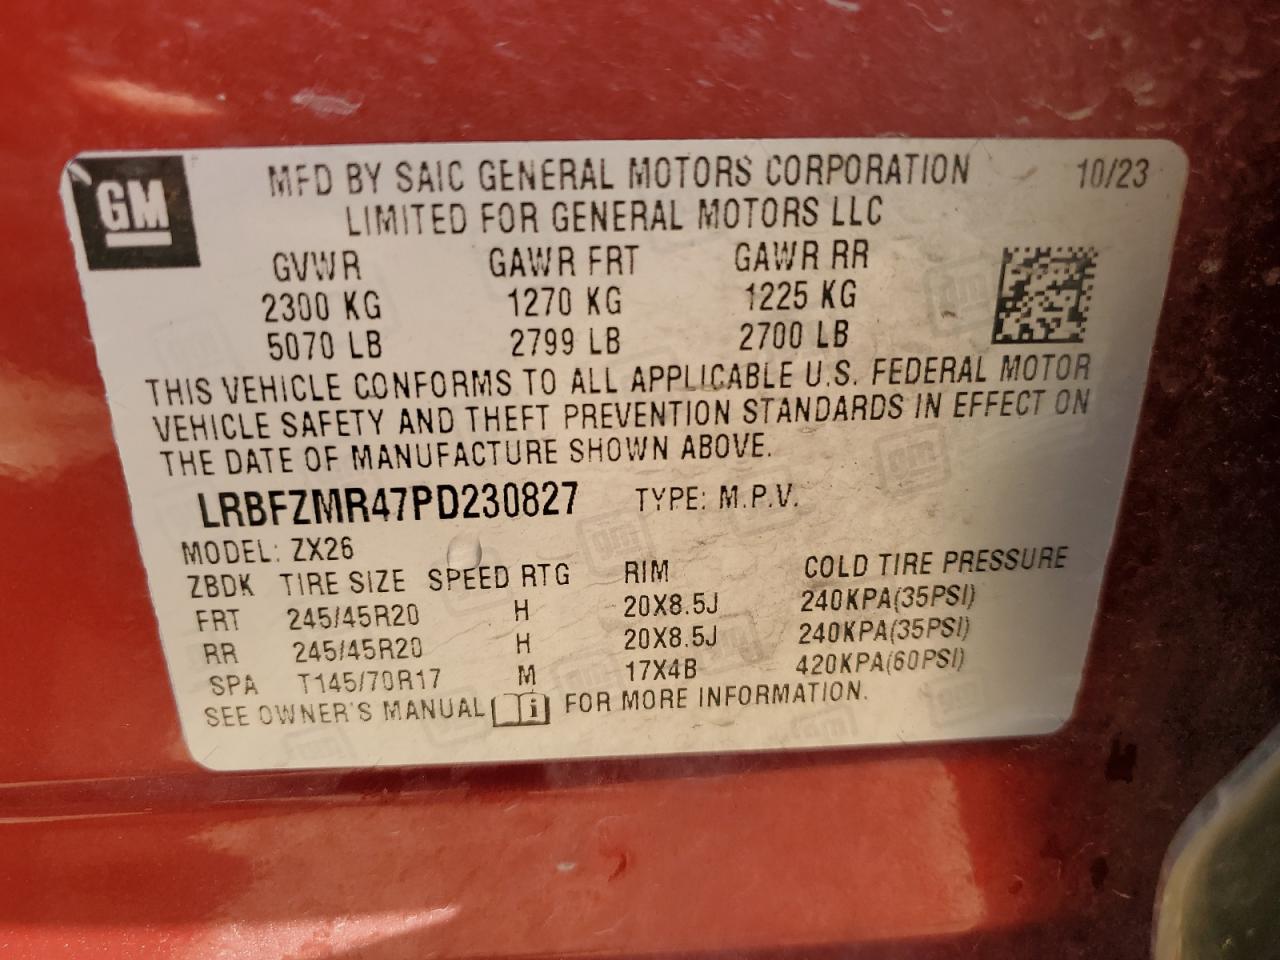 GM
MFD BY SAIC GENERAL MOTORS CORPORATION 10/23
LIMITED FOR GENERAL MOTORS LLC
GVWR GAWR FRT GAWR RR
2300 KG 1270 KG 1225 KG
5070 LB 2799 LB 2700 LB
THIS VEHICLE CONFORMS TO ALL APPLICABLE U.S. FEDERAL MOTOR
VEHICLE SAFETY AND THEFT PREVENTION STANDARDS IN EFFECT ON
THE DATE OF MANUFACTURE SHOWN ABOVE.
LRBFZMR47PD230827 TYPE: M.P.V.
MODEL: ZX26
ZBDK TIRE SIZE SPEED RTG RIM COLD TIRE PRESSURE
FRT 245/45R20 H 20X8.5J 240KPA(35PSI)
RR 245/45R20 H 20X8.5J 240KPA(35PSI)
SPA T145/70R17 M 17X4B 420KPA(60PSI)
SEE OWNER'S MANUAL i FOR MORE INFORMATION.